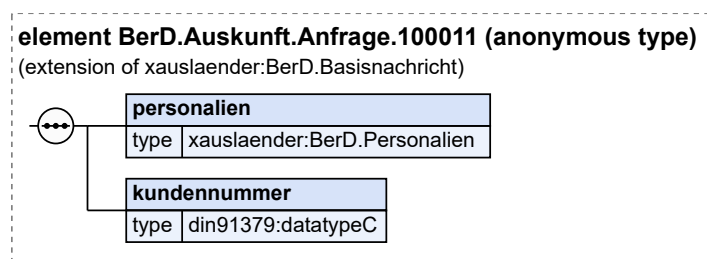 element BerD.Auskunft.Anfrage.100011 (anonymous type)
(extension of xauslaender:BerD.Basisnachricht)
personalien
type xauslaender:BerD.Personalien
kundennummer
type din91379:datatypeC